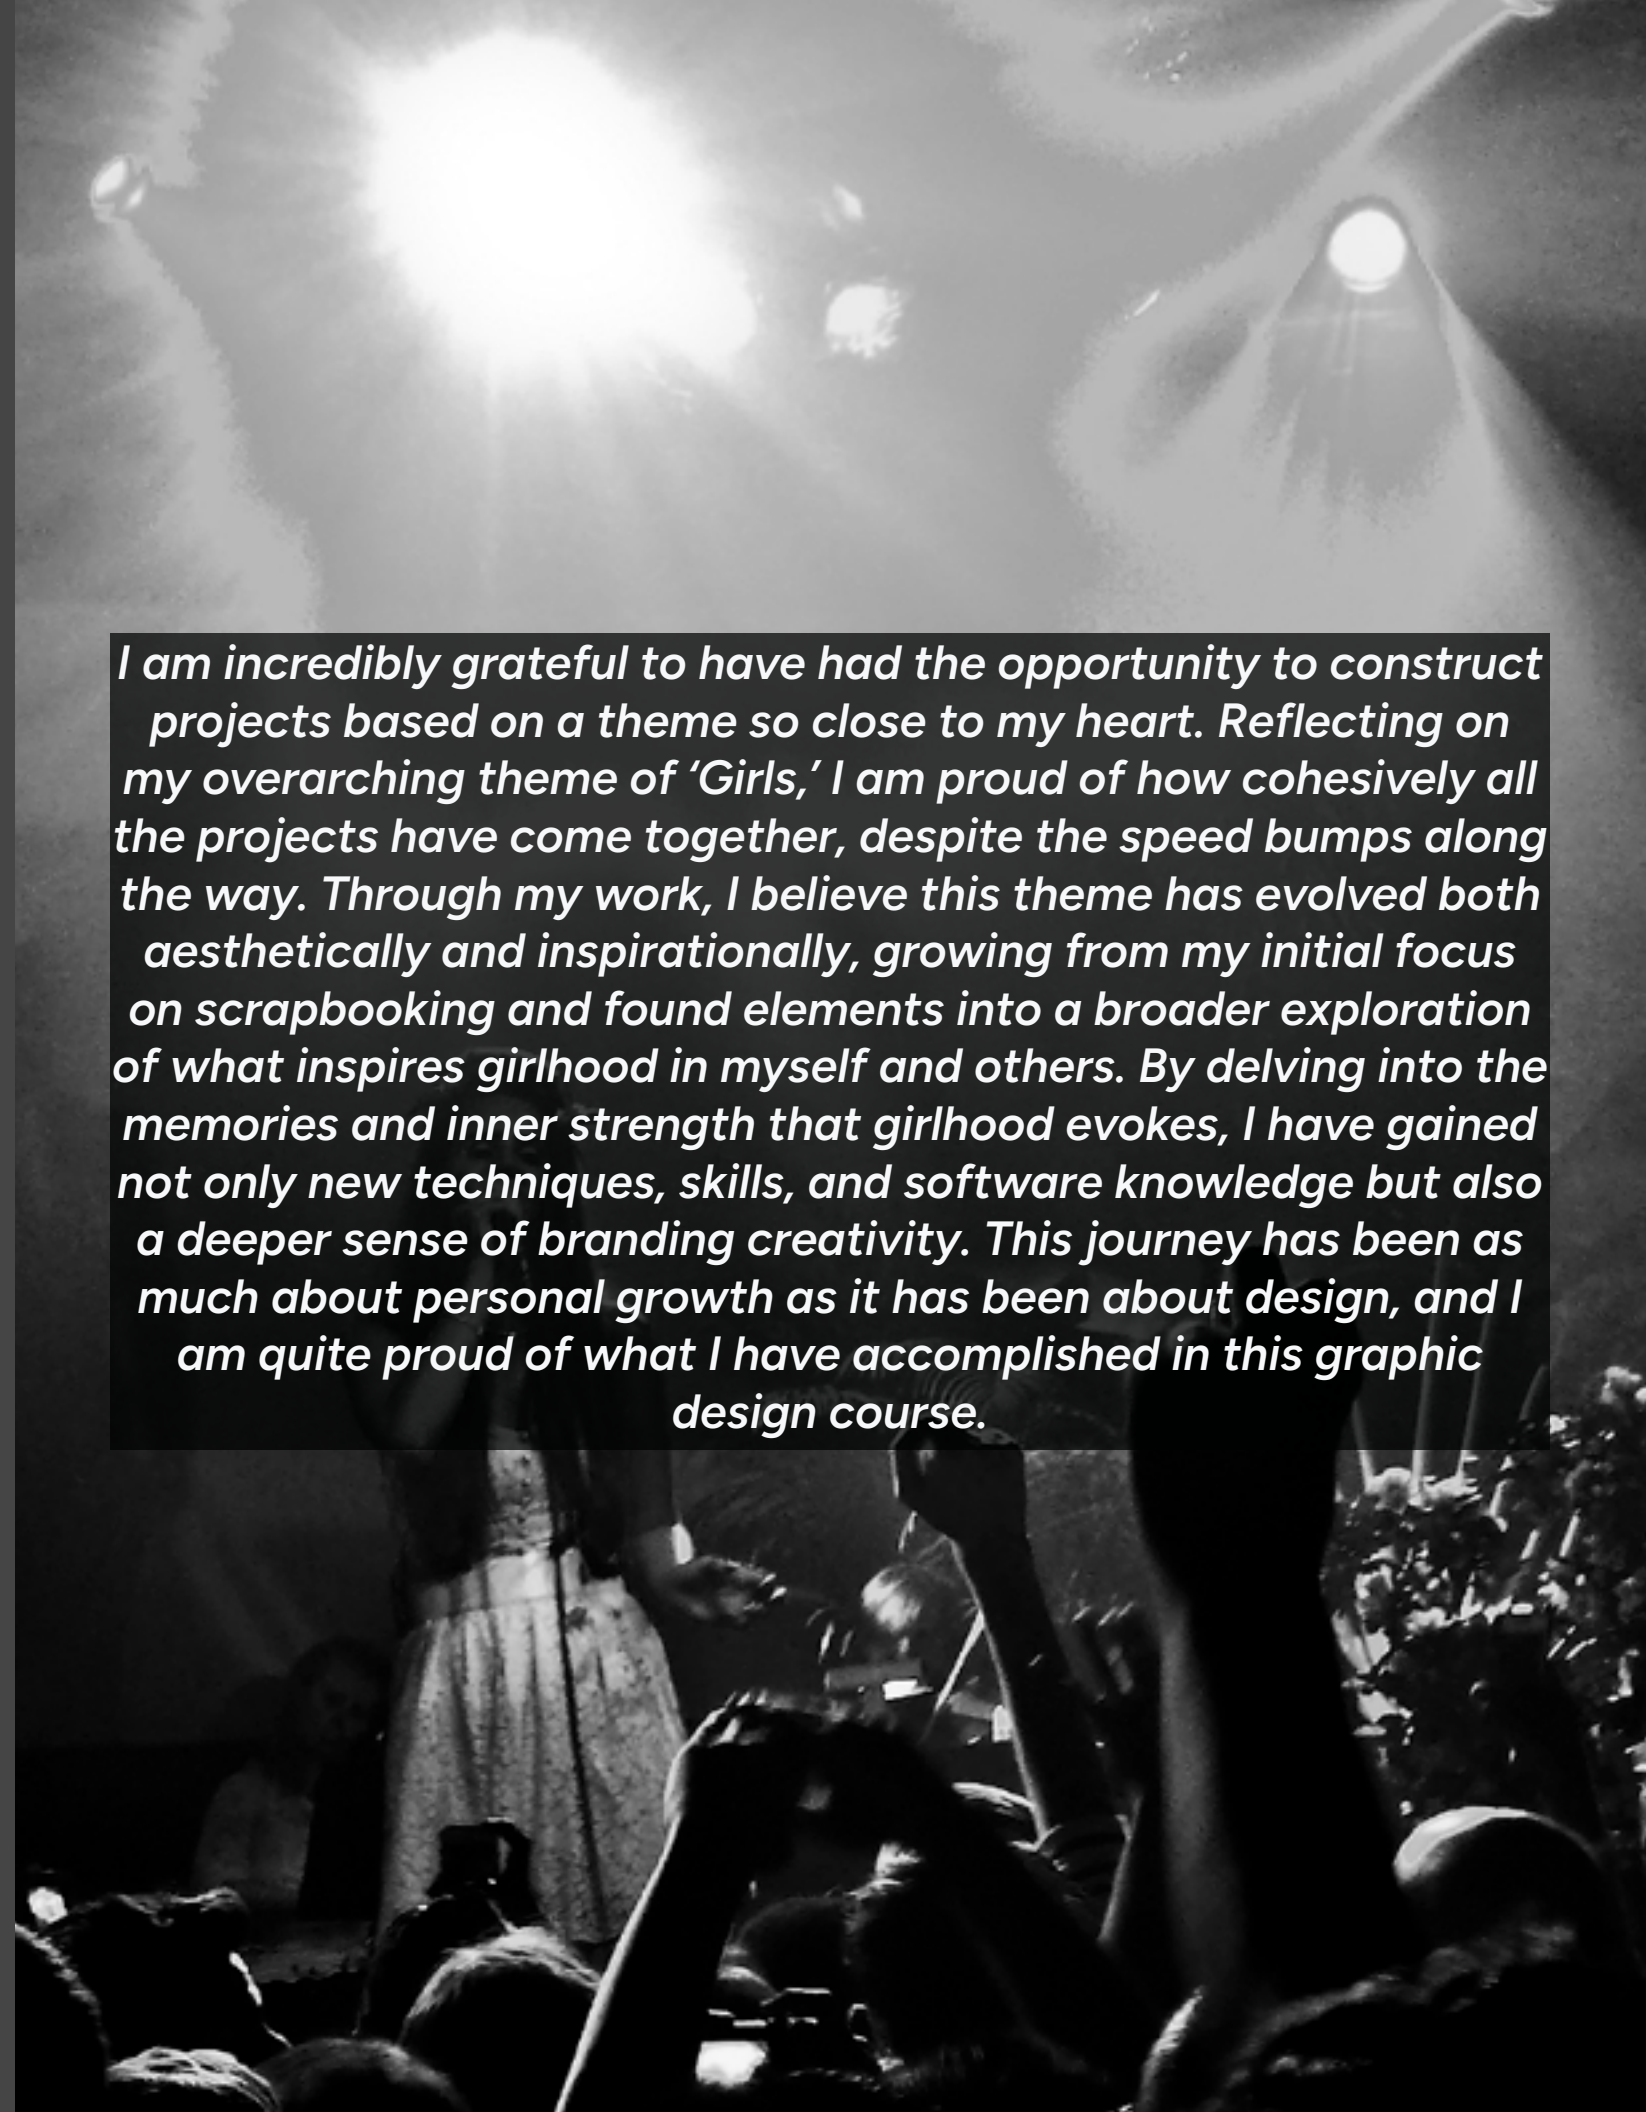 I am incredibly grateful to have had the opportunity to construct
projects based on a theme so close to my heart. Reflecting on
my overarching theme of ‘Girls,’ I am proud of how cohesively all
the projects have come together, despite the speed bumps along
the way. Through my work, I believe this theme has evolved both
aesthetically and inspirationally, growing from my initial focus
on scrapbooking and found elements into a broader exploration
of what inspires girlhood in myself and others. By delving into the
memories and inner strength that girlhood evokes, I have gained
not only new techniques, skills, and software knowledge but also
a deeper sense of branding creativity. This journey has been as
much about personal growth as it has been about design, and I
am quite proud of what I have accomplished in this graphic
design course.